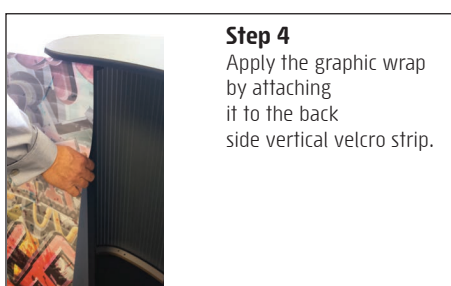 Step 4
Apply the graphic wrap
by attaching
it to the back
side vertical velcro strip.